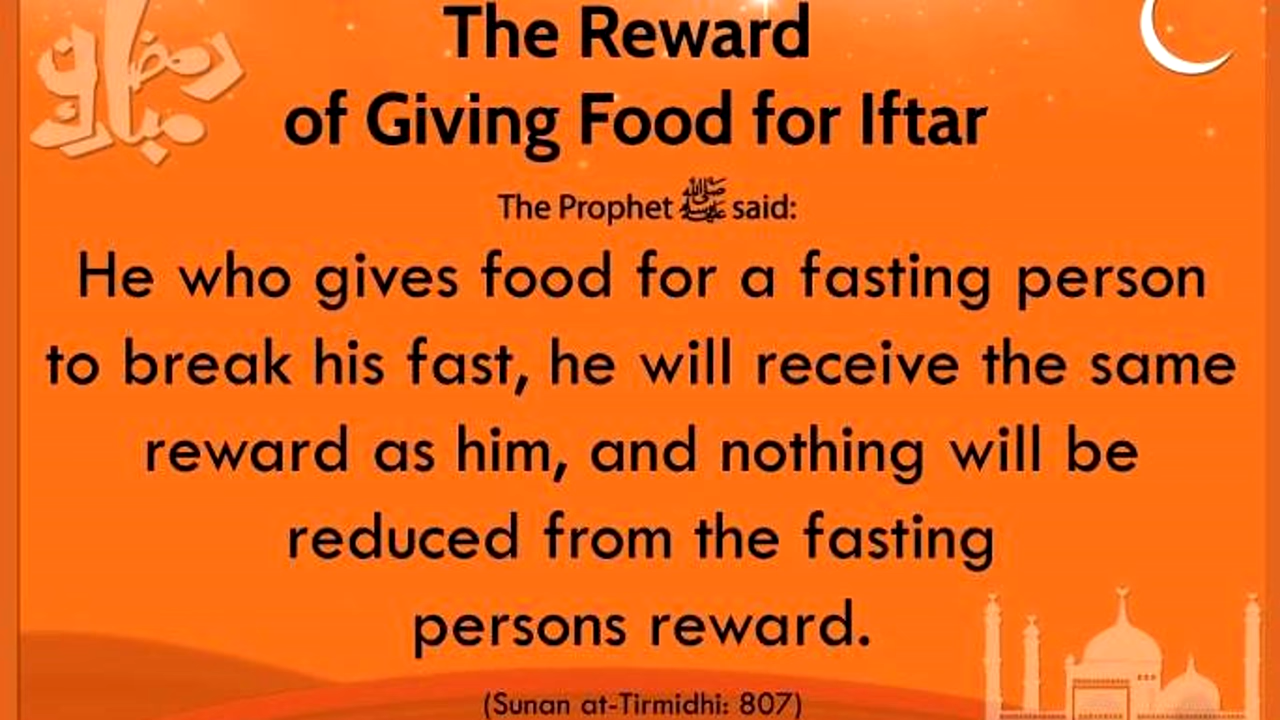 رمضان
مبارك
The Reward
of Giving Food for Iftar
The Prophet ﷺ said:
He who gives food for a fasting person
to break his fast, he will receive the same
reward as him, and nothing will be
reduced from the fasting
persons reward.
(Sunan at-Tirmidhi: 807)